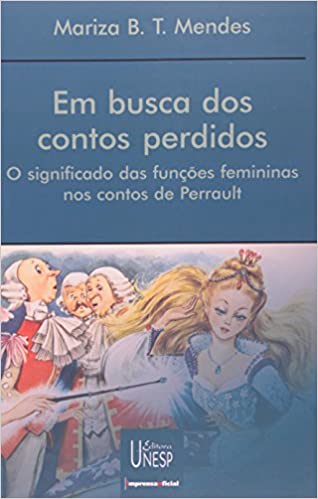 Mariza B. T. Mendes
Em busca dos
contos perdidos
O significado das funções femininas
nos contos de Perrault
Editora
UNESP
imprensaoficial